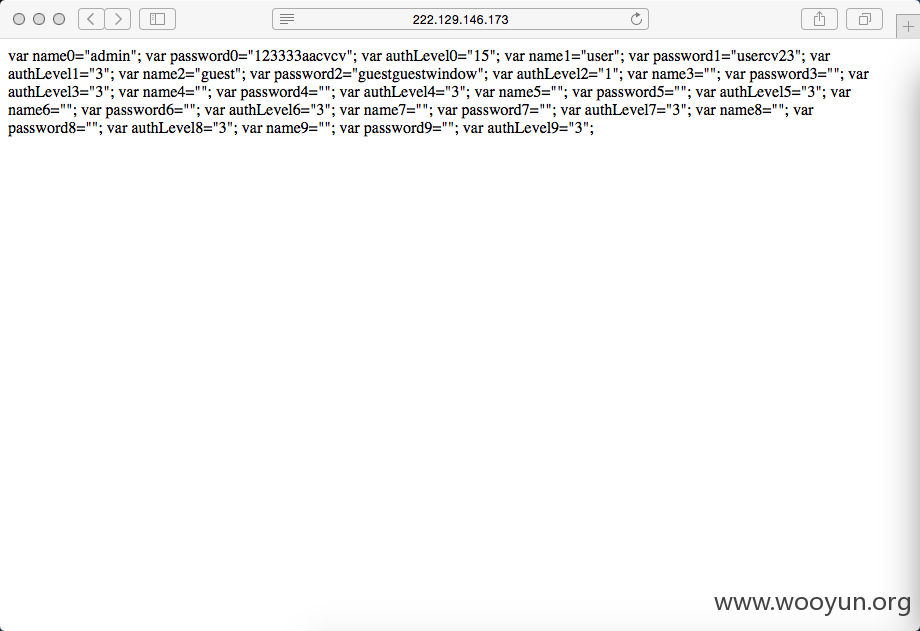 222.129.146.173
var name0="admin"; var password0="123333aacvcv"; var authLevel0="15"; var name1="user"; var password1="usercv23"; var
authLevel1="3"; var name2="guest"; var password2="guestguestwindow"; var authLevel2="1"; var name3=""; var password3=""; var
authLevel3="3"; var name4=""; var password4=""; var authLevel4="3"; var name5=""; var password5=""; var authLevel5="3"; var
name6=""; var password6=""; var authLevel6="3"; var name7=""; var password7=""; var authLevel7="3"; var name8=""; var
password8=""; var authLevel8="3"; var name9=""; var password9=""; var authLevel9="3";
www.wooyun.org